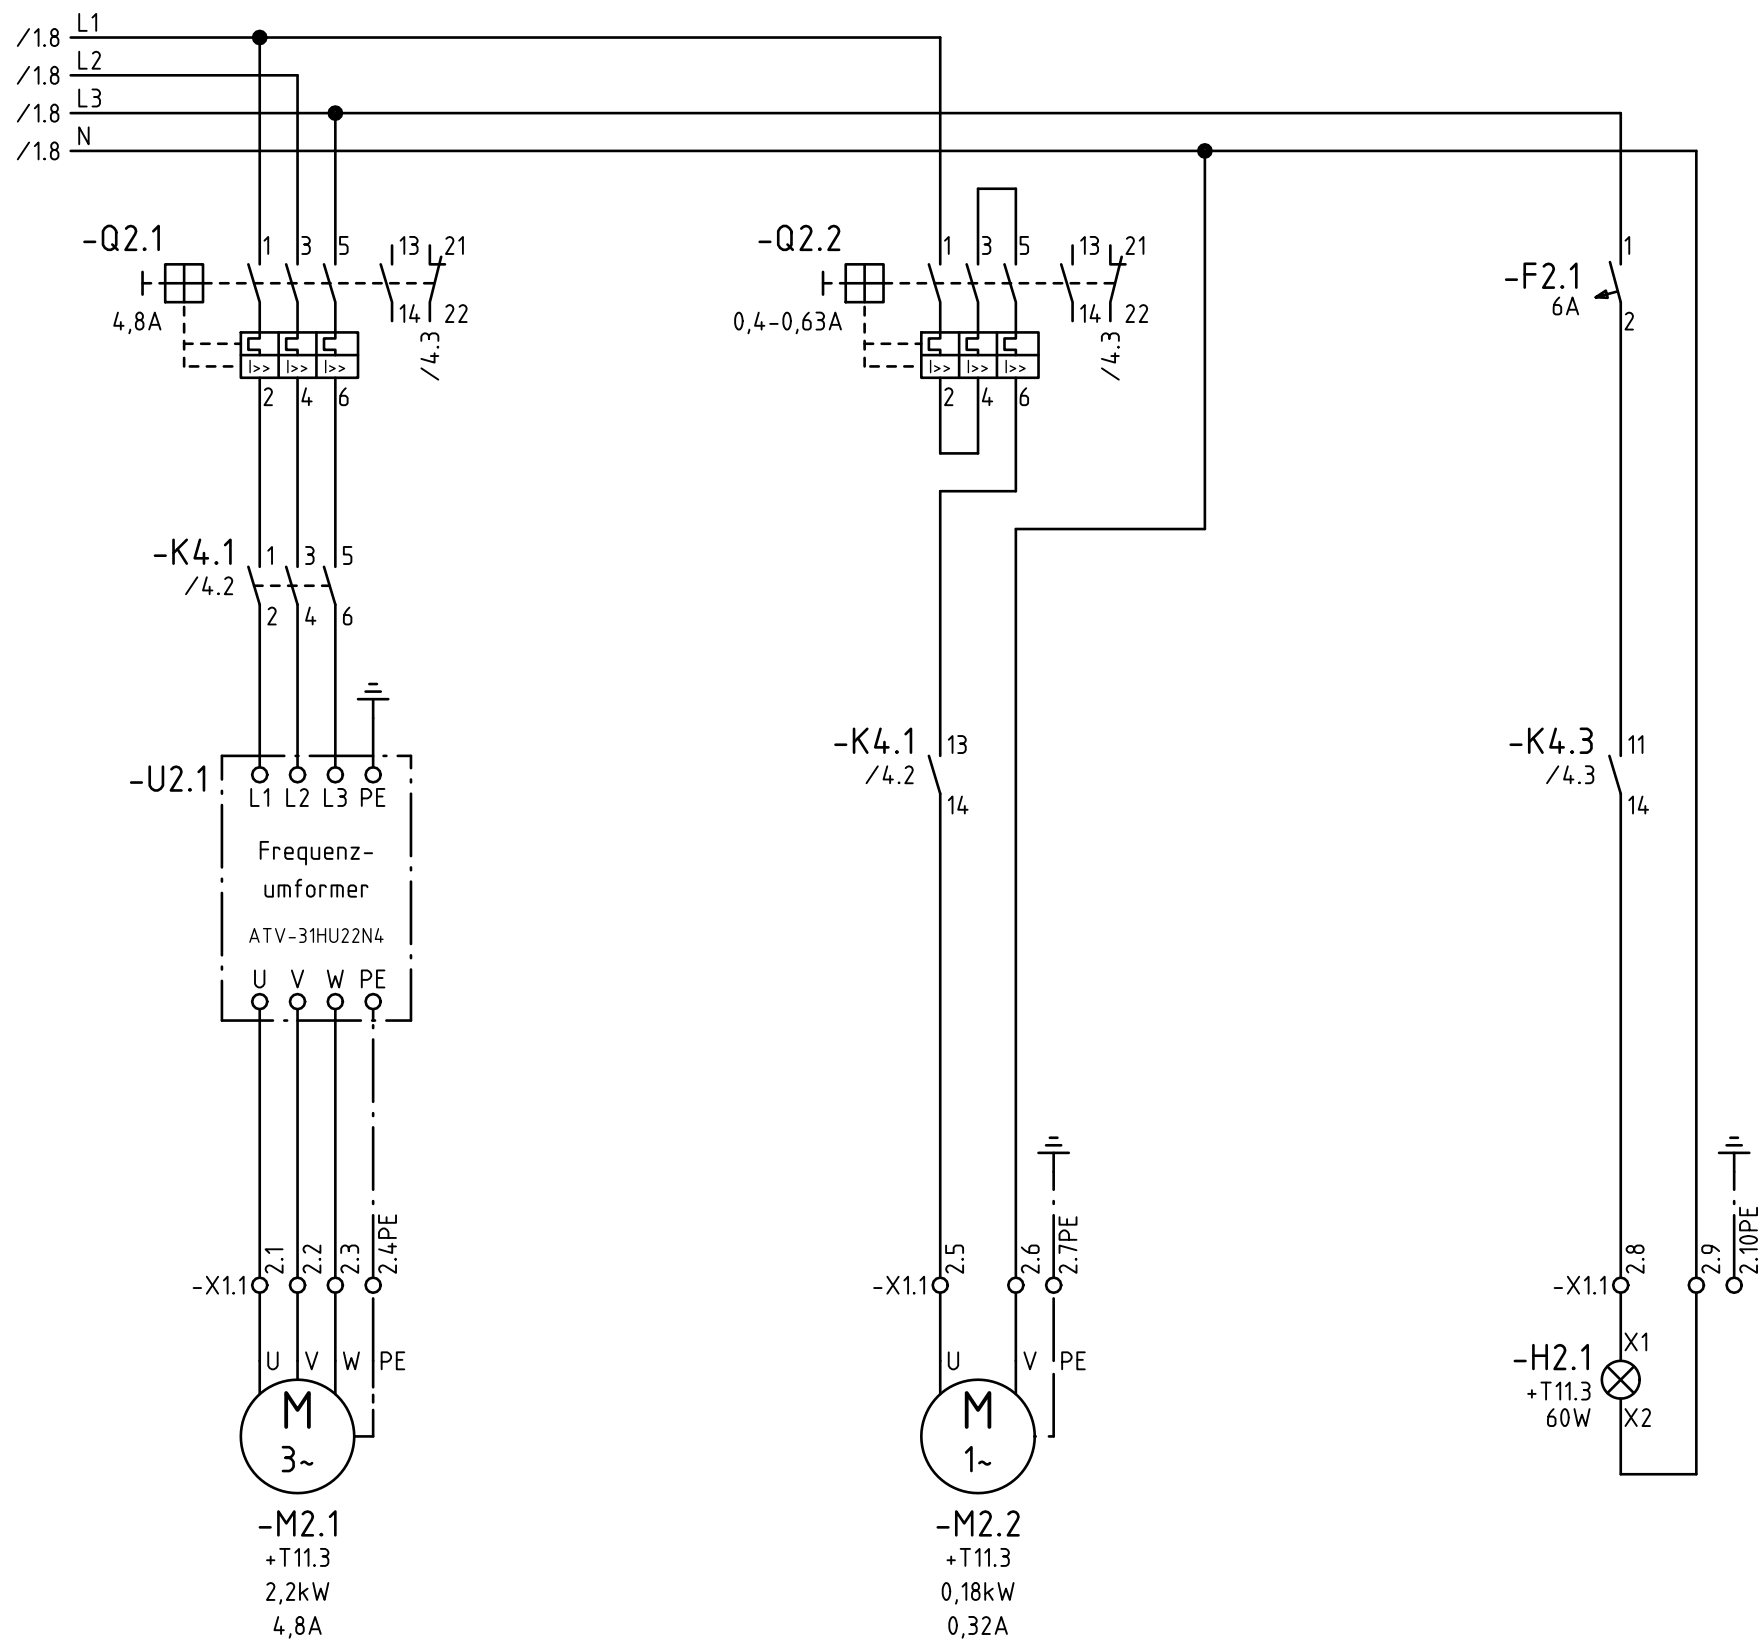 /1.8 L1
/1.8 L2
/1.8 L3
/1.8 N
-Q2.1
4,8A
1 3 5 13 21
14 22
/4.3
I>> I>> I>>
2 4 6
-Q2.2
0,4-0,63A
1 3 5 13 21
14 22
/4.3
I>> I>> I>>
2 4 6
-F2.1
6A
1
2
-K4.1
/4.2
1 3 5
2 4 6
-U2.1
L1 L2 L3 PE
Frequenz-
umformer
ATV-31HU22N4
U V W PE
-K4.1
/4.2
13
14
-K4.3
/4.3
11
14
-X1.1 2.1 2.2 2.3 2.4PE
U V W PE
M
3~
-M2.1
+T11.3
2,2kW
4,8A
-X1.1 2.5 2.6 2.7PE
U V PE
M
1~
-M2.2
+T11.3
0,18kW
0,32A
-X1.1 2.8 2.9 2.10PE
X1
-H2.1
+T11.3
60W
X2